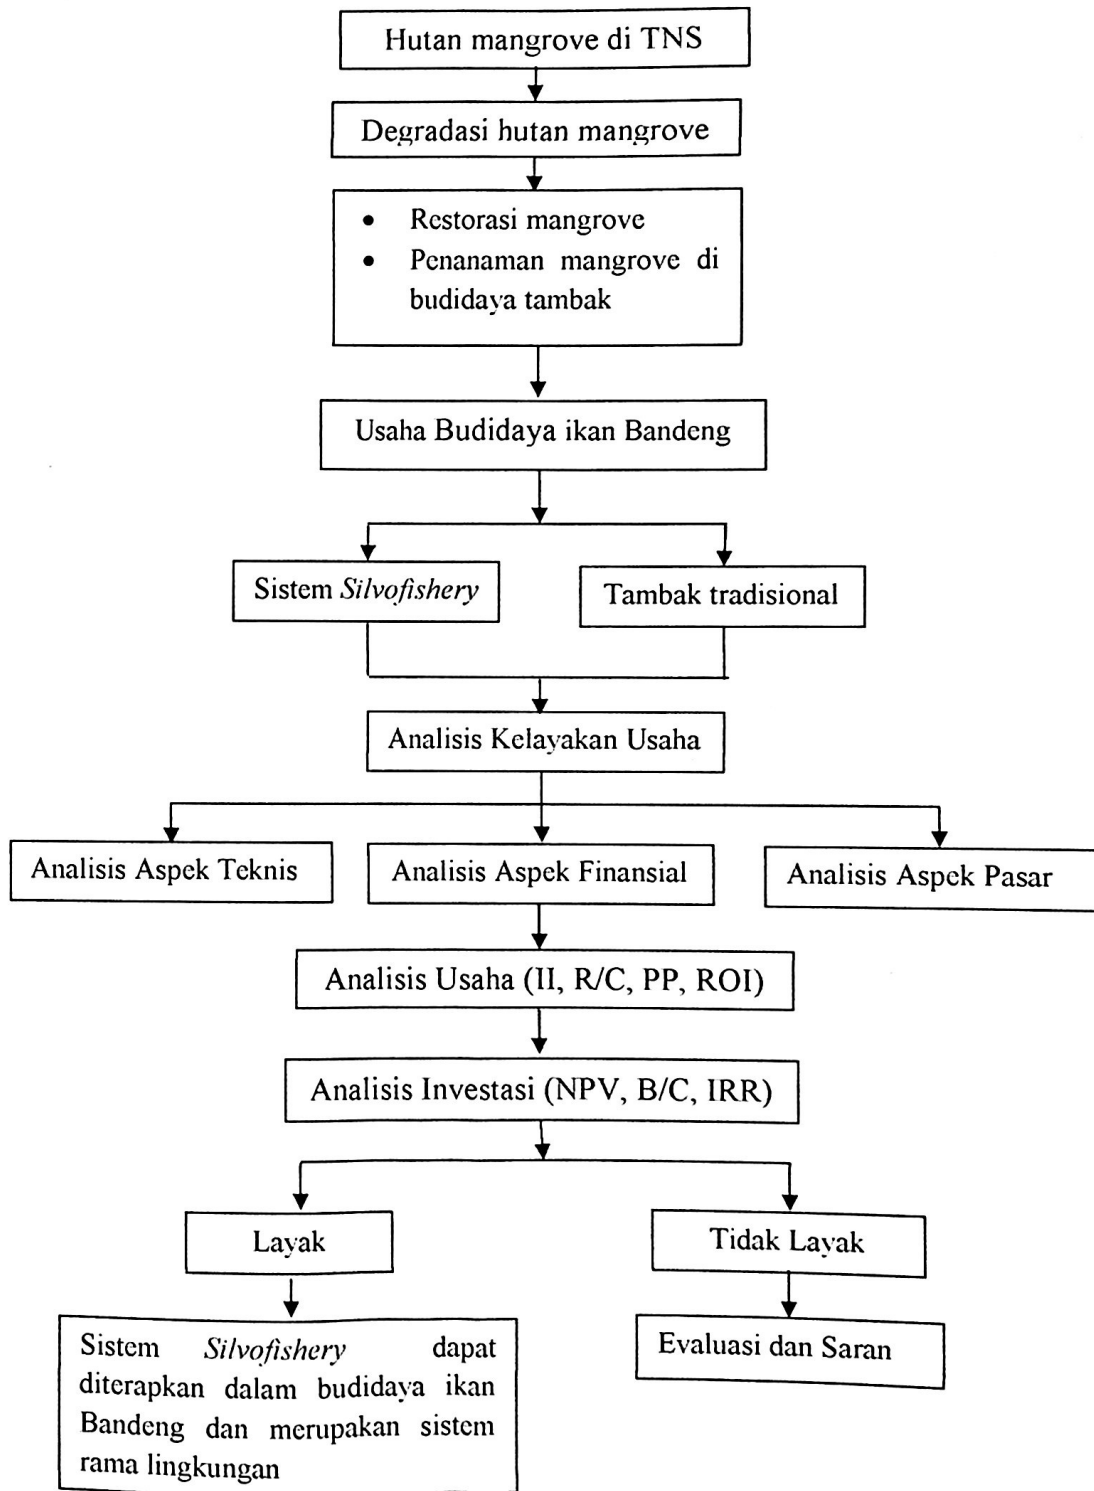 Hutan mangrove di TNS
Degradasi hutan mangrove
• Restorasi mangrove
• Penanaman mangrove di
budidaya tambak
Usaha Budidaya ikan Bandeng
Sistem Silvofishery
Tambak tradisional
Analisis Kelayakan Usaha
Analisis Aspek Teknis
Analisis Aspek Finansial
Analisis Aspek Pasar
Analisis Usaha (II, R/C, PP, ROI)
Analisis Investasi (NPV, B/C, IRR)
Layak
Tidak Layak
Sistem Silvofishery dapat
diterapkan dalam budidaya ikan
Bandeng dan merupakan sistem
rama lingkungan
Evaluasi dan Saran